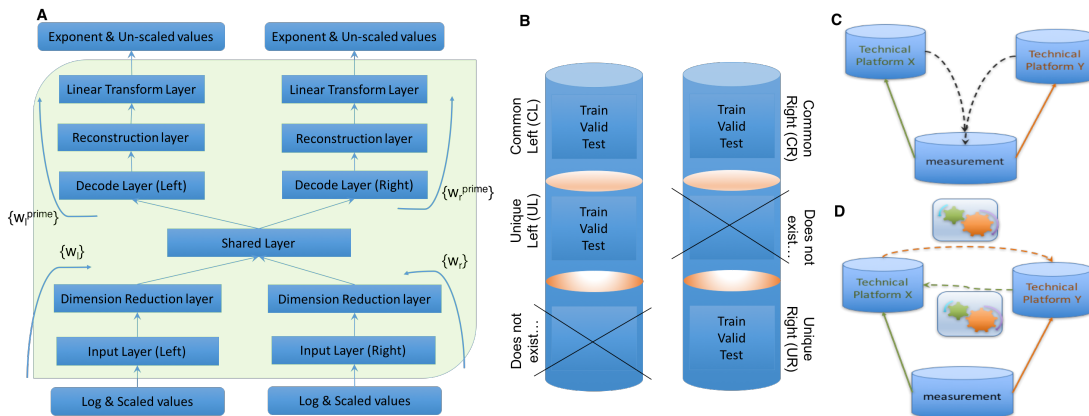 A
Exponent & Un-scaled values
Exponent & Un-scaled values
Linear Transform Layer
Linear Transform Layer
Reconstruction layer
Reconstruction layer
Decode Layer (Left)
Decode Layer (Right)
{wlprime}
{wrprime}
Shared Layer
{wl}
{wr}
Dimension Reduction layer
Dimension Reduction layer
Input Layer (Left)
Input Layer (Right)
Log & Scaled values
Log & Scaled values
B
Common
Left (CL)
Train
Valid
Test
Train
Valid
Test
Common
Right (CR)
Unique
Left (UL)
Train
Valid
Test
Does not
exist...
Does not
exist...
Train
Valid
Test
Unique
Right (UR)
C
Technical
Platform X
Technical
Platform Y
measurement
D
Technical
Platform X
Technical
Platform Y
measurement